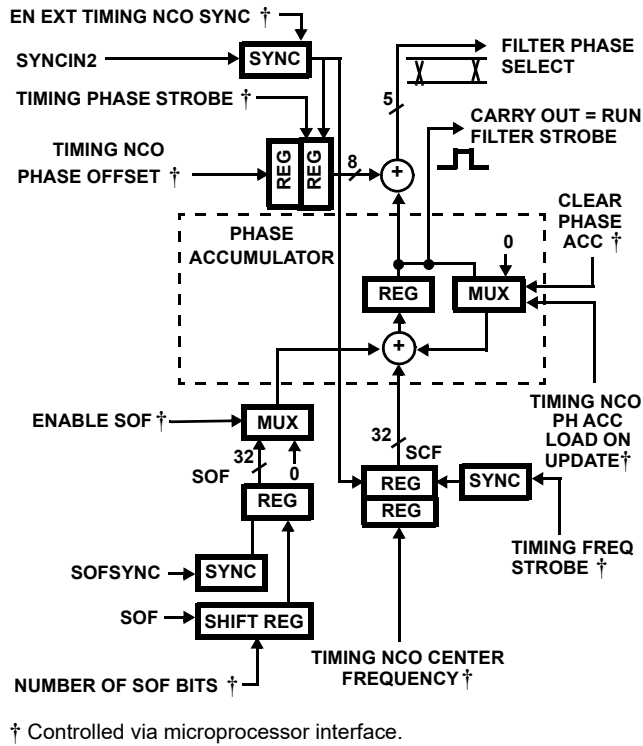 EN EXT TIMING NCO SYNC †
SYNCIN2
SYNC
FILTER PHASE
SELECT
TIMING PHASE STROBE †
5
CARRY OUT = RUN
FILTER STROBE
TIMING NCO
PHASE OFFSET †
REG
REG
8
+
CLEAR
PHASE
ACC †
PHASE
ACCUMULATOR
0
REG
MUX
+
TIMING NCO
PH ACC
LOAD ON
UPDATE†
ENABLE SOF †
MUX
32
SOF
0
32
SCF
REG
REG
REG
SYNC
TIMING FREQ
STROBE †
SOFSYNC
SYNC
SOF
SHIFT REG
NUMBER OF SOF BITS †
TIMING NCO CENTER
FREQUENCY†
† Controlled via microprocessor interface.